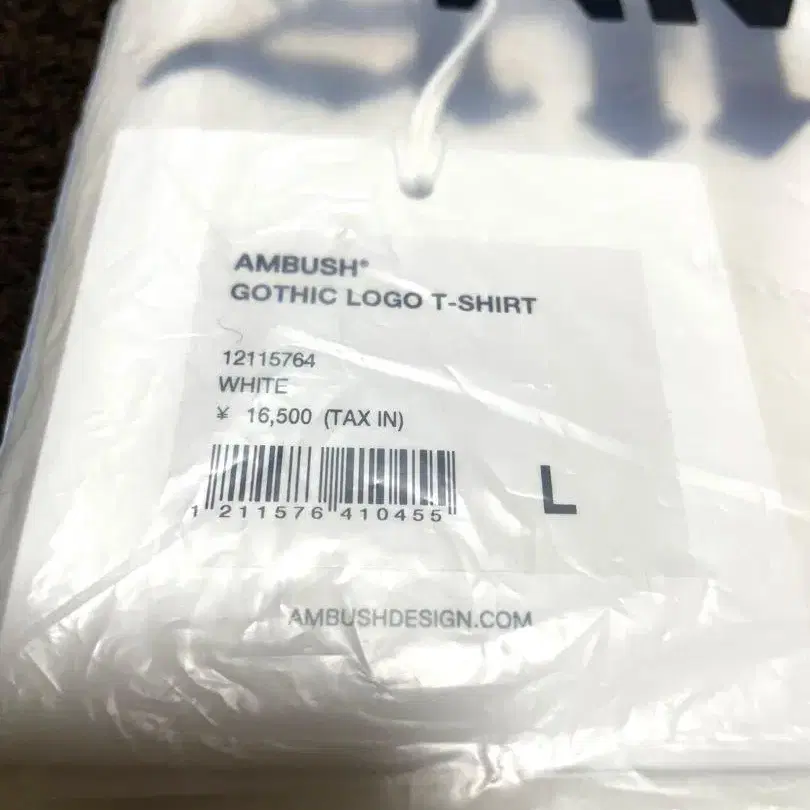 AMBUSH®
GOTHIC LOGO T-SHIRT
12115764
WHITE
¥ 16,500 (TAX IN)
1 211576 410455
L
AMBUSHDESIGN.COM